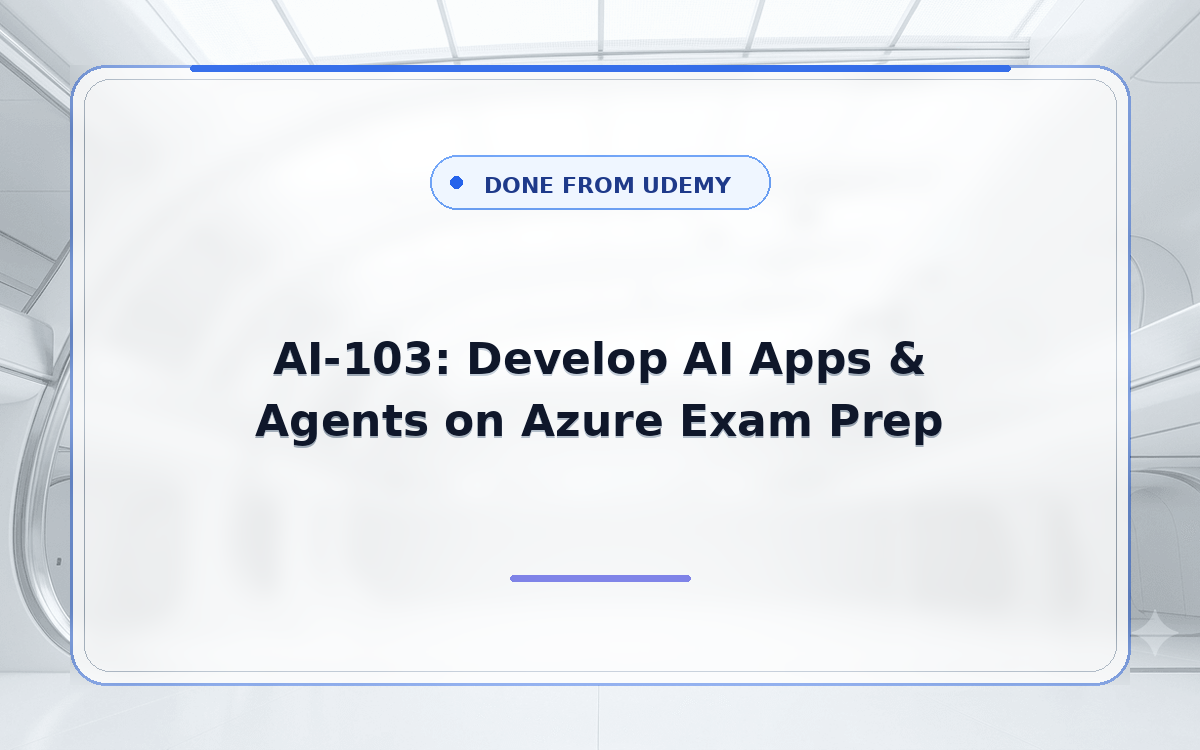 DONE FROM UDEMY
AI-103: Develop AI Apps &
Agents on Azure Exam Prep